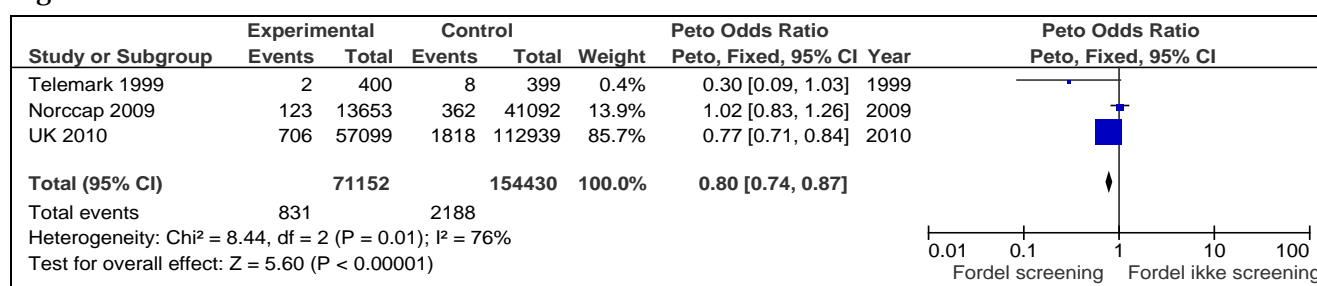 Experimental Control Peto Odds Ratio Peto Odds Ratio
Study or Subgroup Events Total Events Total Weight Peto, Fixed, 95% CI Year Peto, Fixed, 95% CI
Telemark 1999 2 400 8 399 0.4% 0.30 [0.09, 1.03] 1999
Norccap 2009 123 13653 362 41092 13.9% 1.02 [0.83, 1.26] 2009
UK 2010 706 57099 1818 112939 85.7% 0.77 [0.71, 0.84] 2010
Total (95% CI) 71152 154430 100.0% 0.80 [0.74, 0.87]
Total events 831 2188
Heterogeneity: Chi² = 8.44, df = 2 (P = 0.01); I² = 76%
Test for overall effect: Z = 5.60 (P < 0.00001)
0.01 0.1 1 10 100
Fordel screening Fordel ikke screening